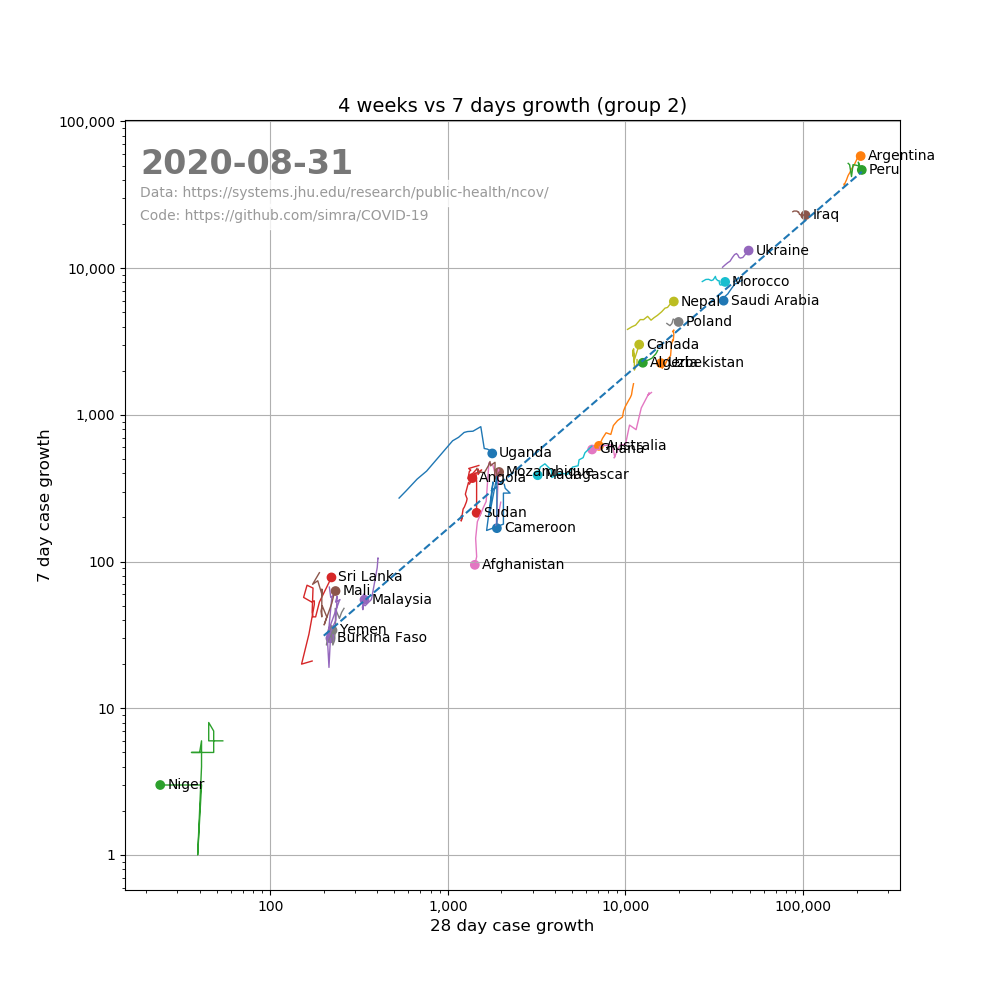 4 weeks vs 7 days growth (group 2)
100,000
2020-08-31
Data: https://systems.jhu.edu/research/public-health/ncov/
Code: https://github.com/simra/COVID-19
Argentina
Peru
Iraq
Ukraine
10,000
Morocco
Nepal
Saudi Arabia
Poland
Canada
Algeria
Uzbekistan
1,000
Australia
Ghana
Uganda
Mozambique
Angola
Madagascar
Sudan
Cameroon
100
Afghanistan
Sri Lanka
Mali
Malaysia
Yemen
Burkina Faso
10
Niger
1
7 day case growth
100
1,000
10,000
100,000
28 day case growth